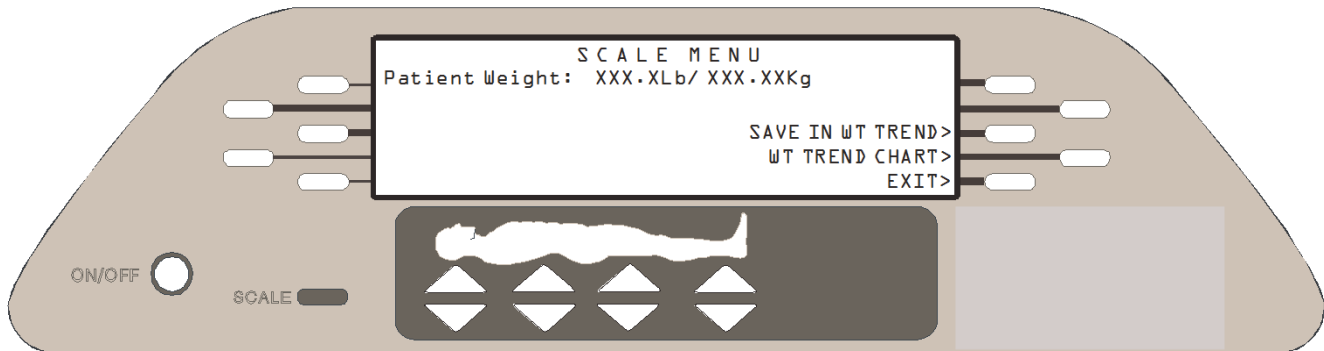 SCALE MENU
Patient Weight: XXX.XLb/ XXX.XXKg
SAVE IN WT TREND>
WT TREND CHART>
EXIT>
ON/OFF
SCALE